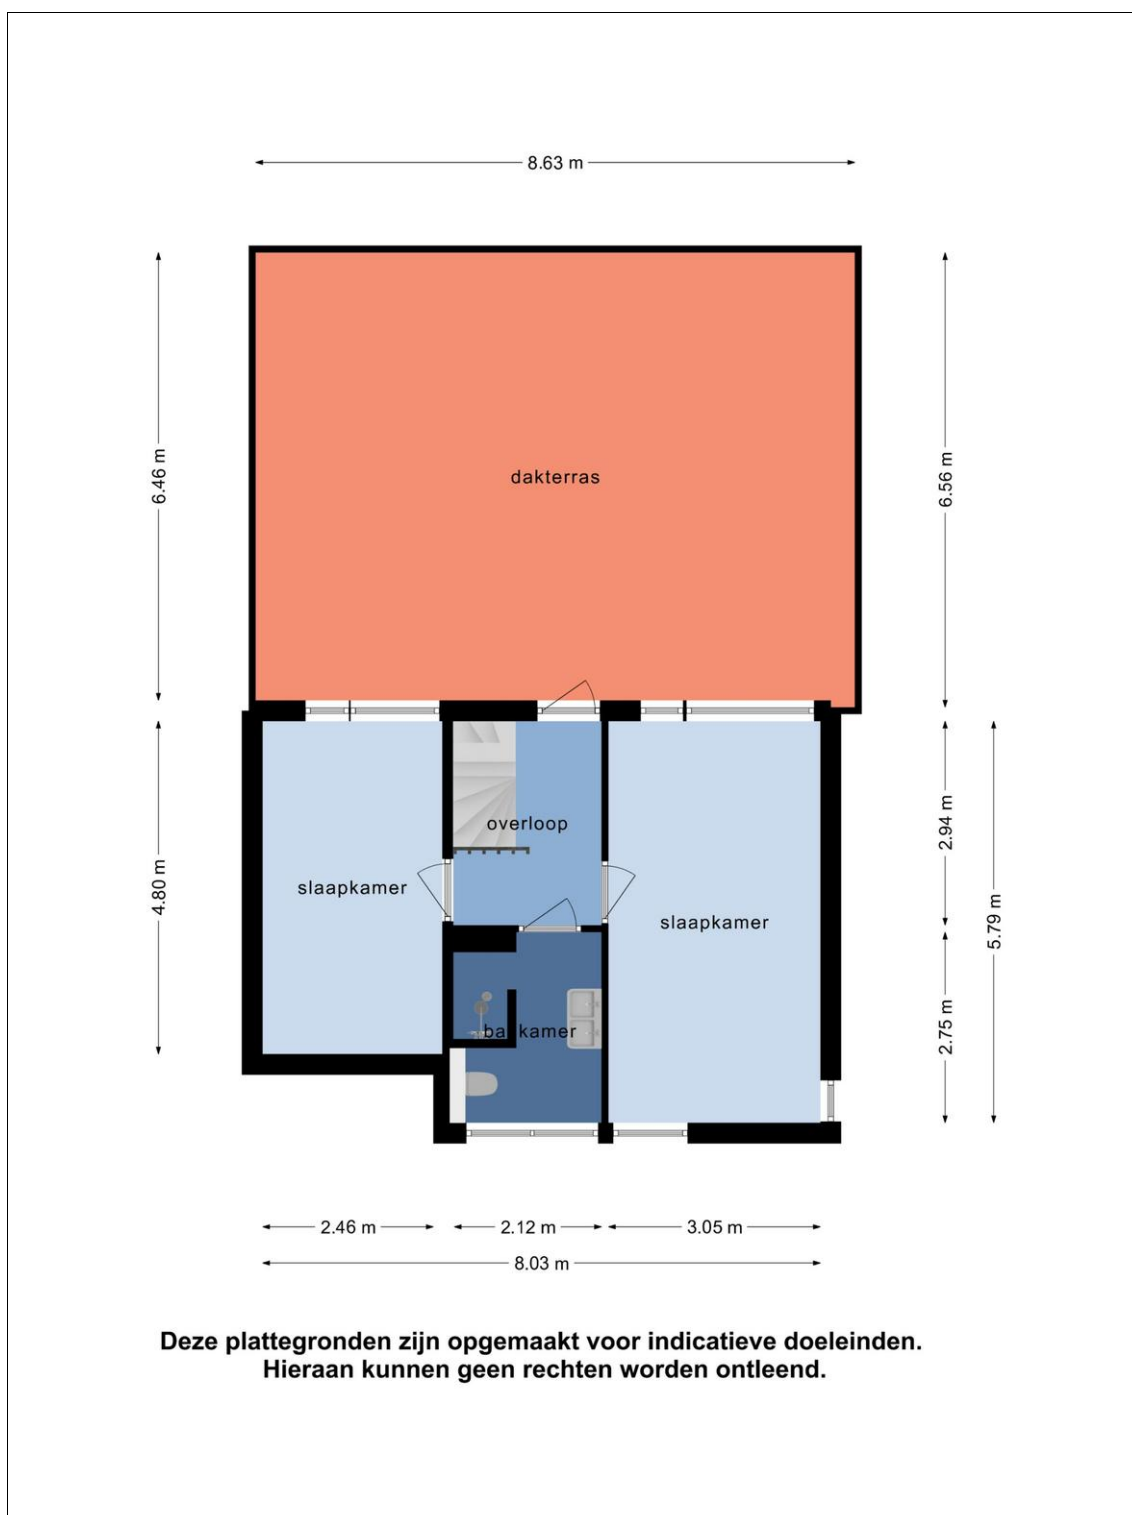 8.63 m
6.46 m
6.56 m
dakterras
2.94 m
overloop
4.80 m
slaapkamer
slaapkamer
5.79 m
2.75 m
2.46 m
2.12 m
3.05 m
8.03 m
Deze plattegronden zijn opgemaakt voor indicatieve doeleinden.
Hieraan kunnen geen rechten worden ontleend.